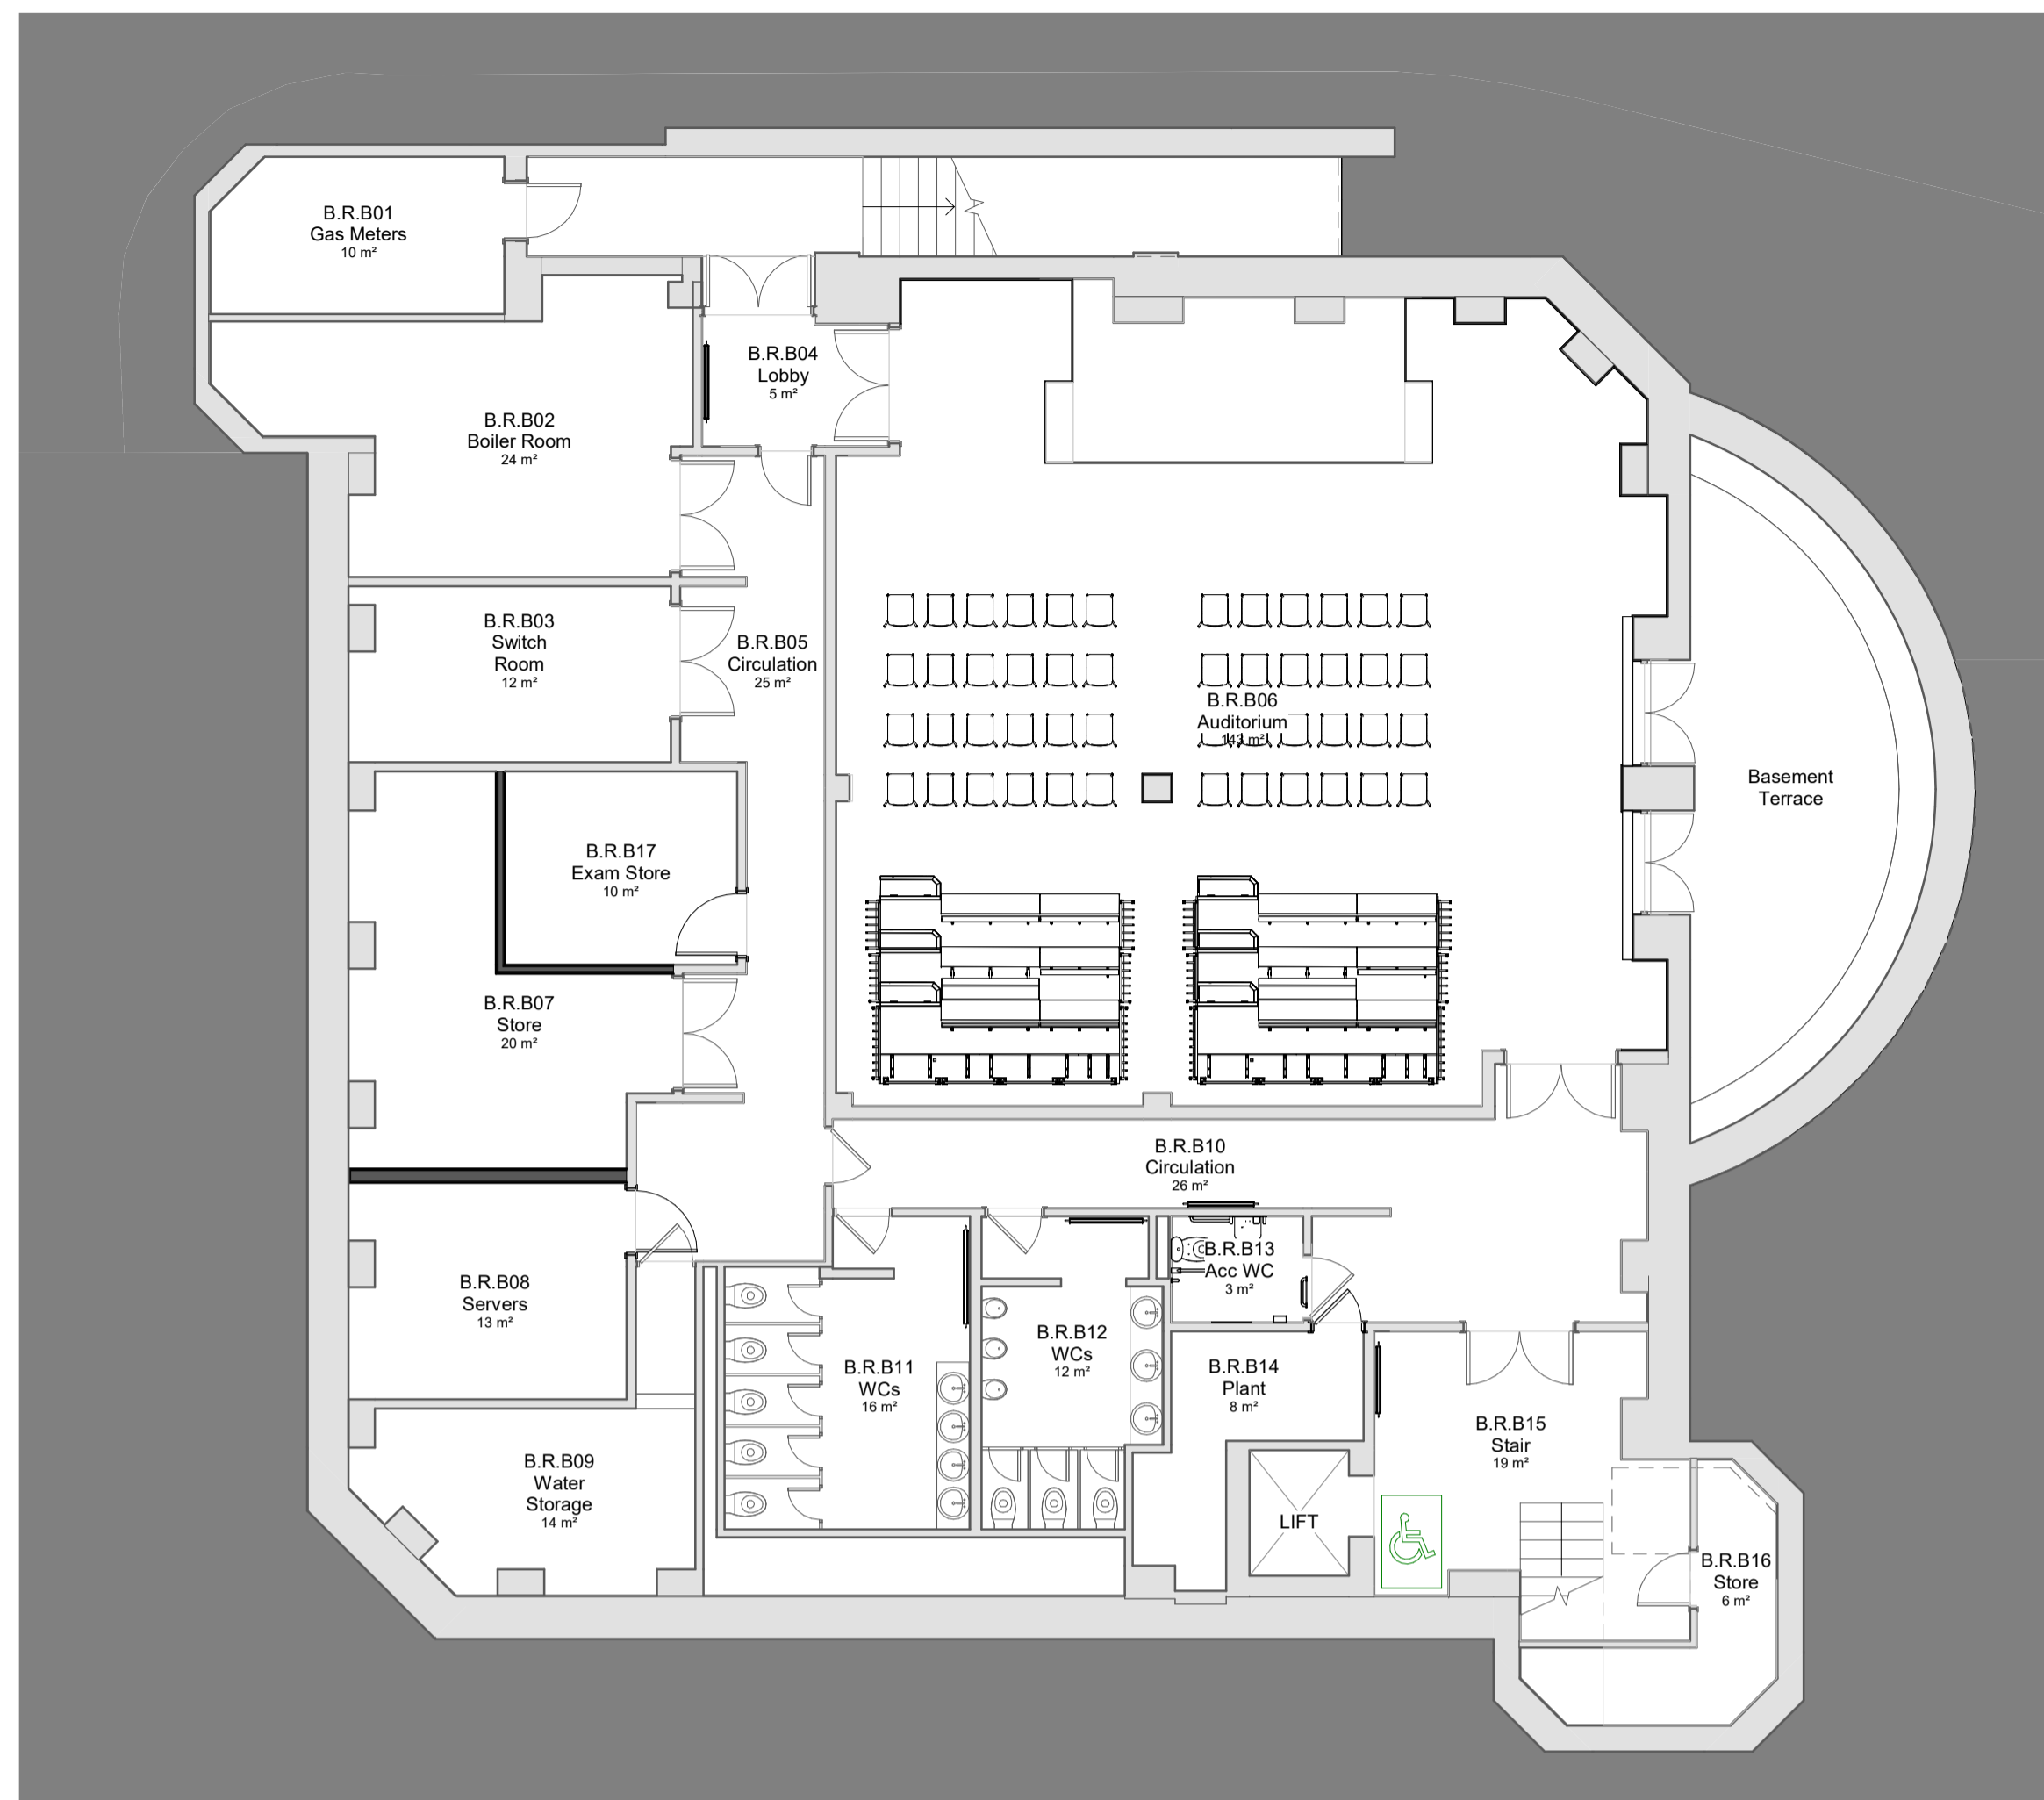 B.R.B01
Gas Meters
10 m²
B.R.B04
Lobby
5 m²
B.R.B02
Boiler Room
24 m²
B.R.B03
Switch
Room
12 m²
B.R.B05
Circulation
25 m²
B.R.B06
Auditorium
143 m²
Basement
Terrace
B.R.B17
Exam Store
10 m²
B.R.B07
Store
20 m²
B.R.B10
Circulation
26 m²
B.R.B13
Acc WC
3 m²
B.R.B08
Servers
13 m²
B.R.B12
WCs
12 m²
B.R.B11
WCs
16 m²
B.R.B14
Plant
8 m²
B.R.B15
Stair
19 m²
B.R.B09
Water
Storage
14 m²
LIFT
B.R.B16
Store
6 m²